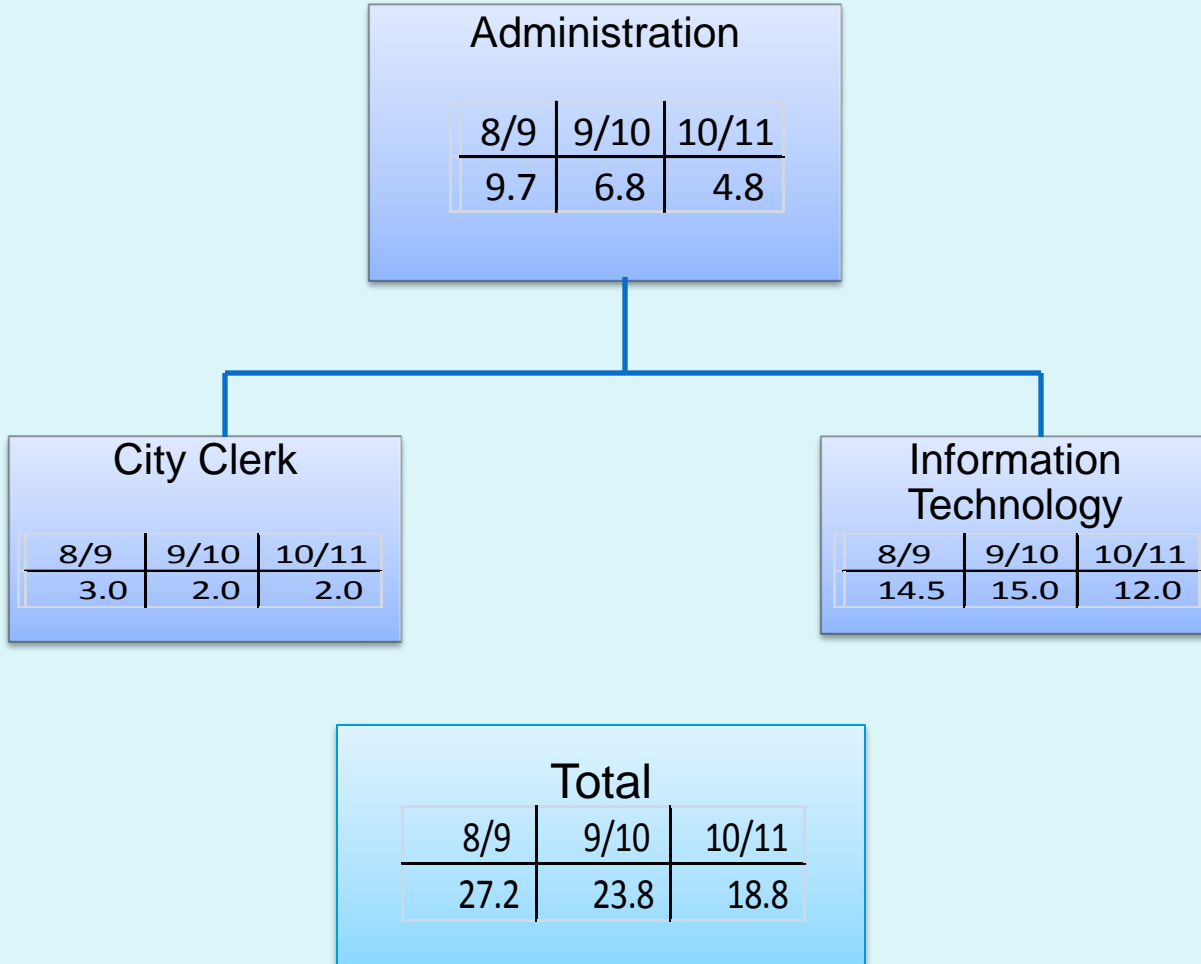 Administration
8/9 9/10 10/11
9.7 6.8 4.8
City Clerk
8/9 9/10 10/11
3.0 2.0 2.0
Information
Technology
8/9 9/10 10/11
14.5 15.0 12.0
Total
8/9 9/10 10/11
27.2 23.8 18.8